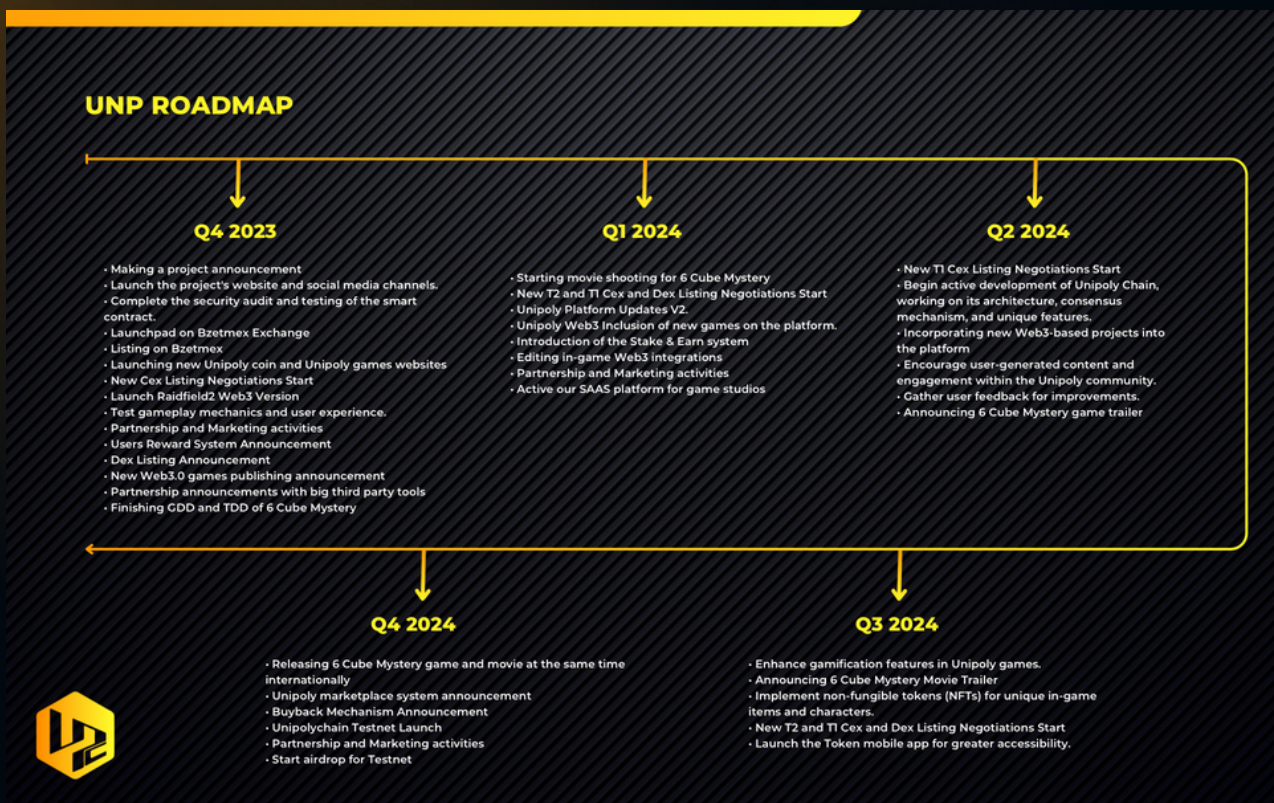 UNP ROADMAP
Q4 2023
• Making a project announcement
• Launch the project's website and social media channels.
• Complete the security audit and testing of the smart
contract.
• Launchpad on Bzetmex Exchange
• Listing on Bzetmex
• Launching new Unipoly coin and Unipoly games websites
• New Cex Listing Negotiations Start
• Launch Raidfield2 Web3 Version
• Test gameplay mechanics and user experience.
• Partnership and Marketing activities
• Users Reward System Announcement
• Dex Listing Announcement
• New Web3.0 games publishing announcement
• Partnership announcements with big third party tools
• Finishing GDD and TDD of 6 Cube Mystery
Q1 2024
• Starting movie shooting for 6 Cube Mystery
• New T2 and T1 Cex and Dex Listing Negotiations Start
• Unipoly Platform Updates V2.
• Unipoly Web3 Inclusion of new games on the platform.
• Introduction of the Stake & Earn system
• Editing in-game Web3 integrations
• Partnership and Marketing activities
• Active our SAAS platform for game studios
Q2 2024
• New T1 Cex Listing Negotiations Start
• Begin active development of Unipoly Chain,
working on its architecture, consensus
mechanism, and unique features.
• Incorporating new Web3-based projects into
the platform
• Encourage user-generated content and
engagement within the Unipoly community.
• Gather user feedback for improvements.
• Announcing 6 Cube Mystery game trailer
Q4 2024
• Releasing 6 Cube Mystery game and movie at the same time
internationally
• Unipoly marketplace system announcement
• Buyback Mechanism Announcement
• Unipolychain Testnet Launch
• Partnership and Marketing activities
• Start airdrop for Testnet
Q3 2024
• Enhance gamification features in Unipoly games.
• Announcing 6 Cube Mystery Movie Trailer
• Implement non-fungible tokens (NFTs) for unique in-game
items and characters.
• New T2 and T1 Cex and Dex Listing Negotiations Start
• Launch the Token mobile app for greater accessibility.